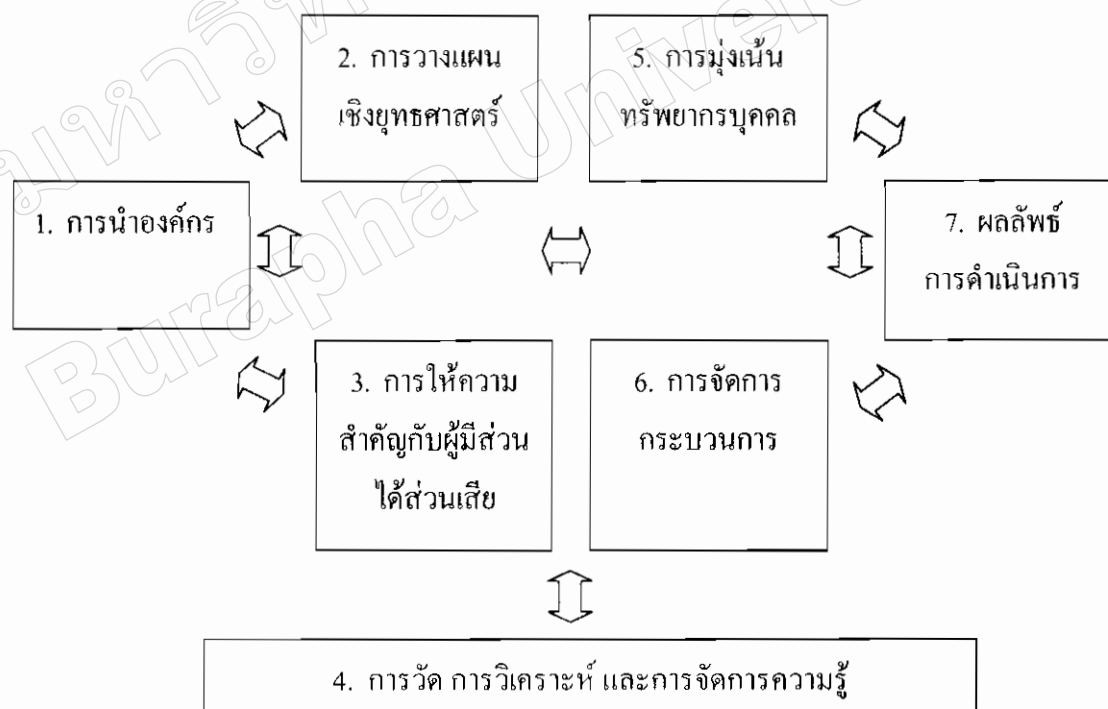 2. การวางแผน
เชิงยุทธศาสตร์
5. การมุ่งเน้น
ทรัพยากรบุคคล
1. การนำองค์กร
7. ผลลัพธ์
การดำเนินการ
3. การให้ความ
สำคัญกับผู้มีส่วน
ได้ส่วนเสีย
6. การจัดการ
กระบวนการ
4. การวัด การวิเคราะห์ และการจัดการความรู้
Burapha University